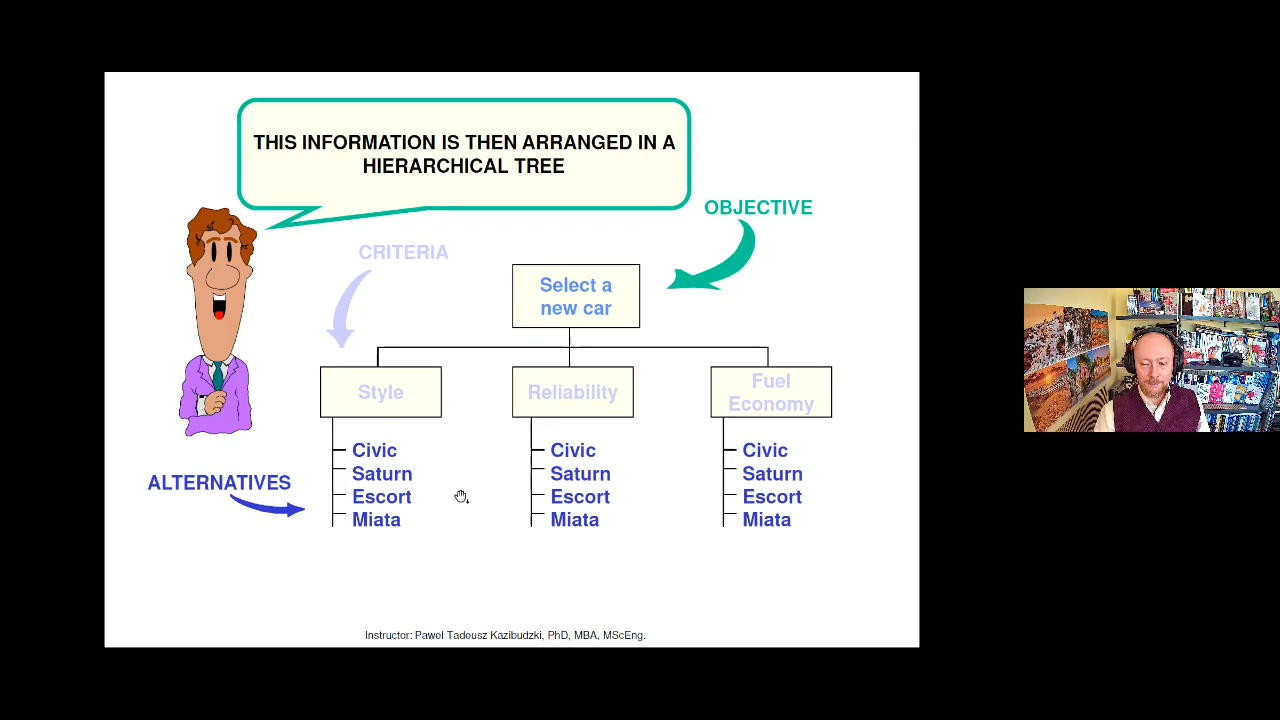 THIS INFORMATION IS THEN ARRANGED IN A
HIERARCHICAL TREE
OBJECTIVE
CRITERIA
Select a
new car
Style
Reliability
Fuel
Economy
Civic
Saturn
Escort
Miata
Civic
Saturn
Escort
Miata
Civic
Saturn
Escort
Miata
ALTERNATIVES
Instructor: Pawel Tadeusz Kazibudzki, PhD, MBA, MScEng.